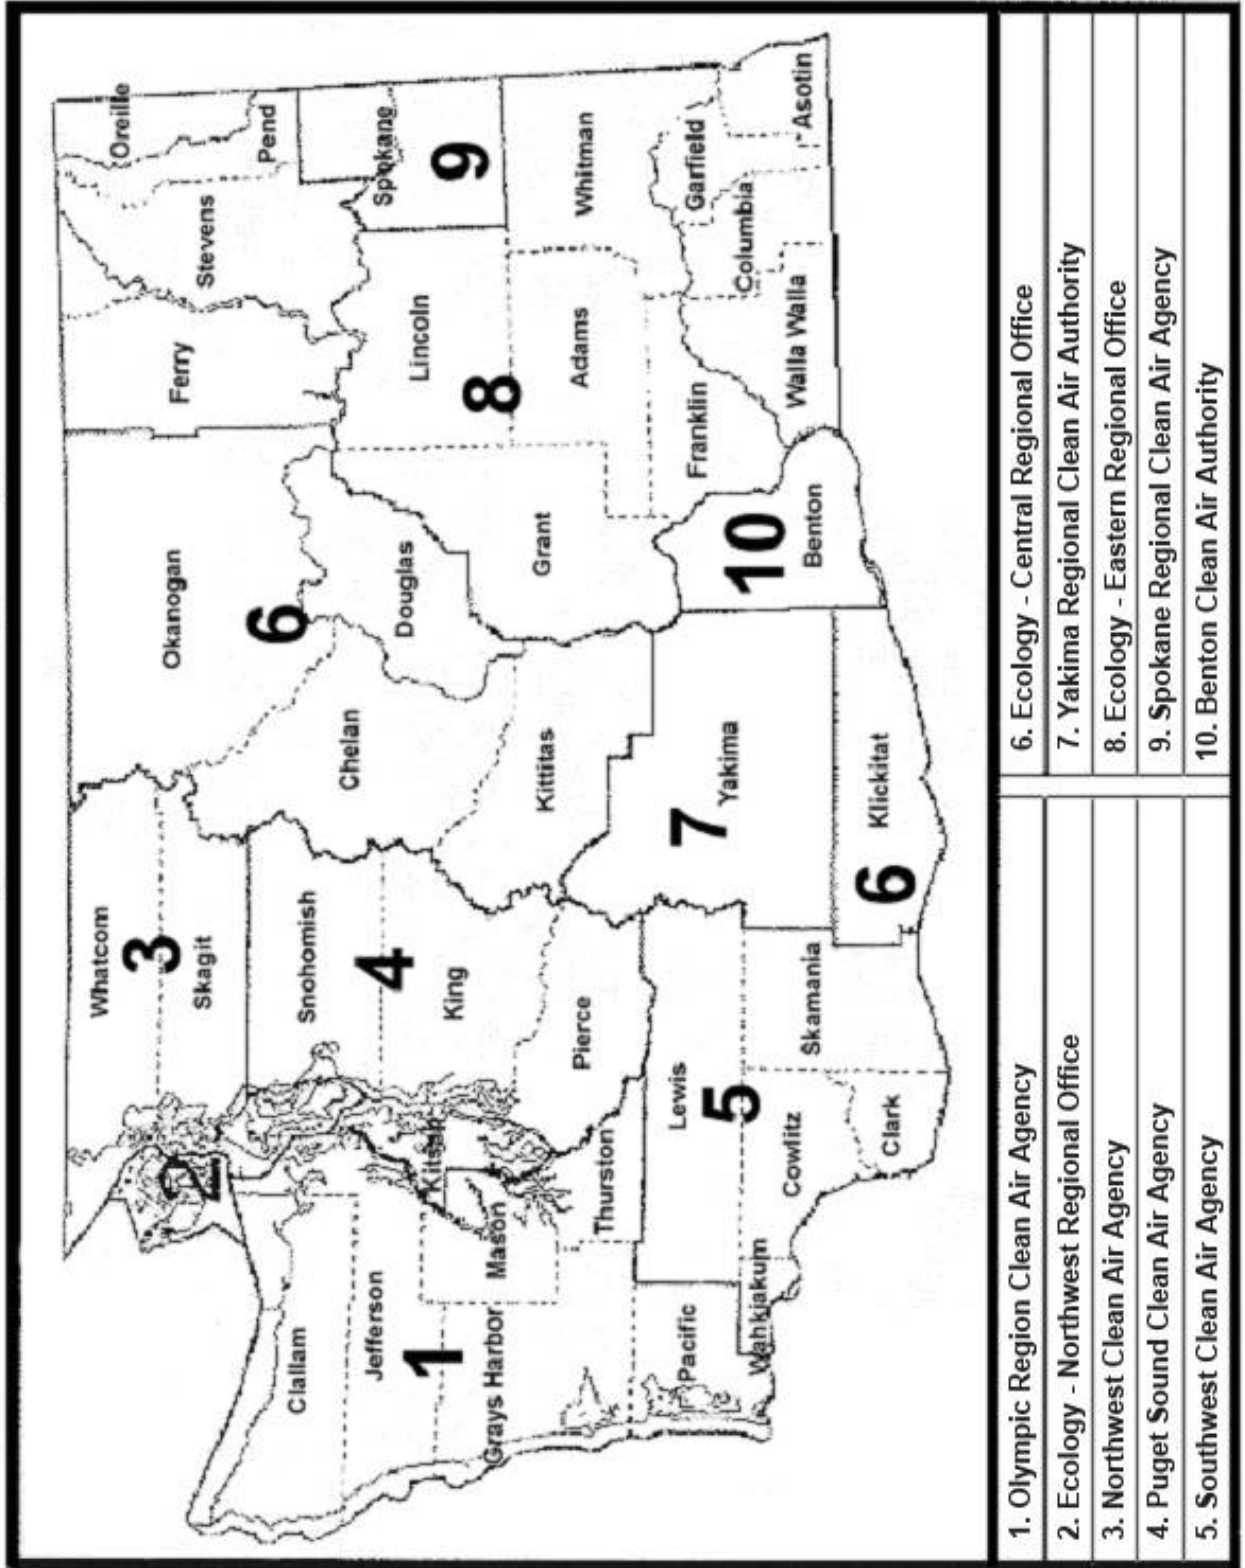 Whatcom
Okanogan
Ferry
Stevens
Pend
Oreille
3
Skagit
2
6
Clallam
Snohomish
Chelan
Douglas
Lincoln
Spokane
Jefferson
4
9
1
Kitsap
King
8
Grays Harbor
Mason
Kittitas
Grant
Adams
Whitman
Thurston
Pierce
Pacific
Lewis
7
Yakima
Franklin
Garfield
5
10
Columbia
Wahkiakum
Cowlitz
Skamania
Benton
Walla Walla
Asotin
Clark
6
Klickitat
1. Olympic Region Clean Air Agency
2. Ecology - Northwest Regional Office
3. Northwest Clean Air Agency
4. Puget Sound Clean Air Agency
5. Southwest Clean Air Agency
6. Ecology - Central Regional Office
7. Yakima Regional Clean Air Authority
8. Ecology - Eastern Regional Office
9. Spokane Regional Clean Air Agency
10. Benton Clean Air Authority